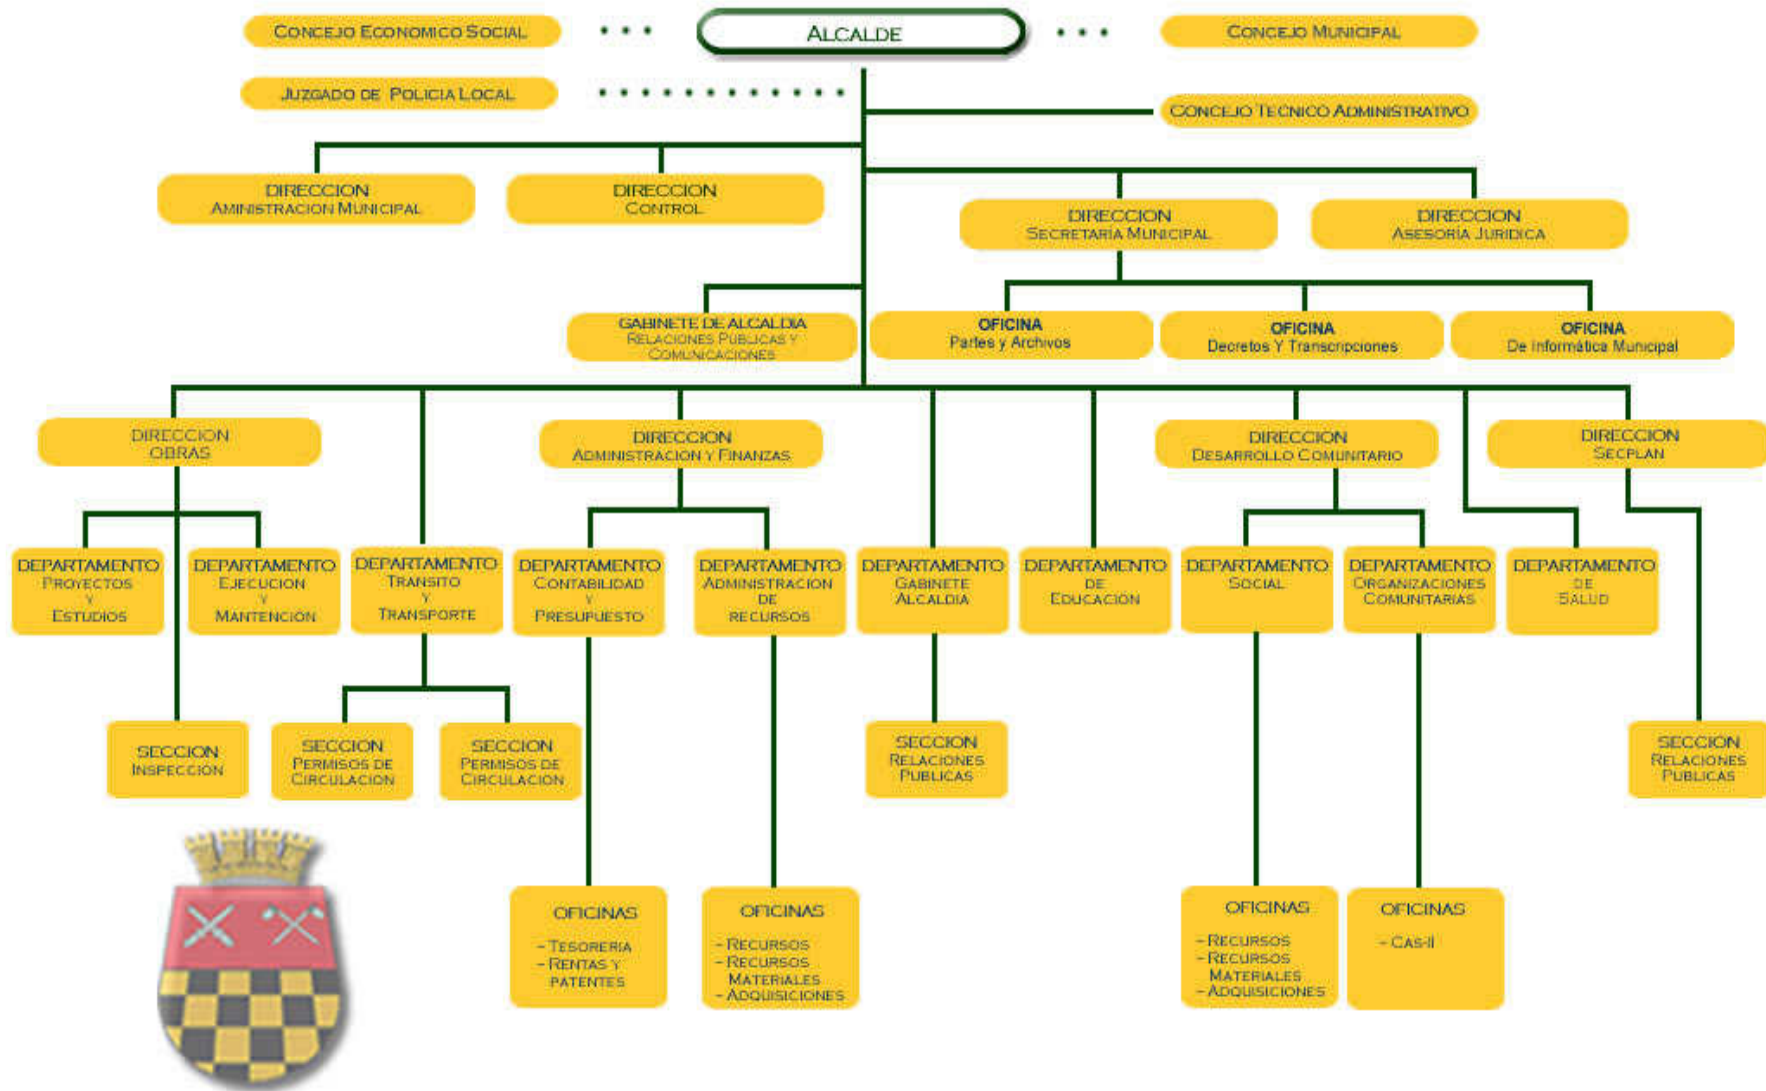 CONCEJO ECONOMICO SOCIAL
ALCALDE
CONCEJO MUNICIPAL
JUZGADO DE POLICIA LOCAL
CONCEJO TECNICO ADMINISTRATIVO
DIRECCION
AMINISTRACION MUNICIPAL
DIRECCION
CONTROL
DIRECCION
SECRETARÍA MUNICIPAL
DIRECCION
ASESORÍA JURIDICA
GABINETE DE ALCALDIA
RELACIONES PUBLICAS Y
COMUNICACIONES
OFICINA
Partes y Archivos
OFICINA
Decretos Y Transcripciones
OFICINA
De Informática Municipal
DIRECCION
OBRAS
DIRECCION
ADMINISTRACION Y FINANZAS
DIRECCION
DESARROLLO COMUNITARIO
DIRECCION
SECPLAN
DEPARTAMENTO
PROYECTOS
Y
ESTUDIOS
DEPARTAMENTO
EJECUCION
Y
MANTENCIÓN
DEPARTAMENTO
TRANSITO
Y
TRANSPORTE
DEPARTAMENTO
CONTABILIDAD
Y
PRESUPUESTO
DEPARTAMENTO
ADMINISTRACION
DE
RECURSOS
DEPARTAMENTO
GABINETE
ALCALDIA
DEPARTAMENTO
DE
EDUCACIÓN
DEPARTAMENTO
SOCIAL
DEPARTAMENTO
ORGANIZACIONES
COMUNITARIAS
DEPARTAMENTO
DE
SALUD
SECCION
INSPECCION
SECCION
PERMISOS DE
CIRCULACION
SECCION
PERMISOS DE
CIRCULACION
SECCION
RELACIONES
PUBLICAS
SECCION
RELACIONES
PUBLICAS
OFICINAS
- TESORERIA
- RENTAS Y
PATENTES
OFICINAS
- RECURSOS
- RECURSOS
MATERIALES
- ADQUISICIONES
OFICINAS
- RECURSOS
- RECURSOS
MATERIALES
- ADQUISICIONES
OFICINAS
- CAS-II